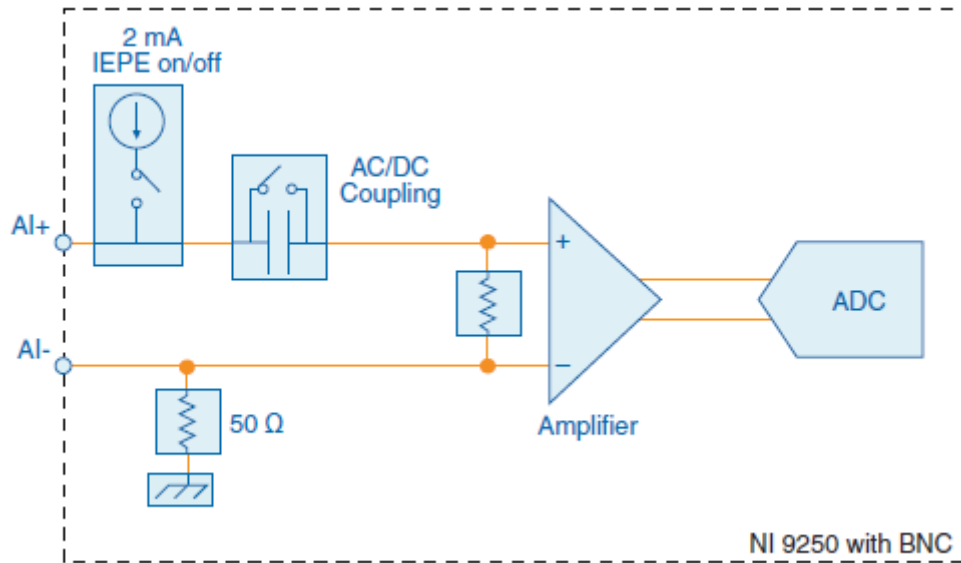 2 mA
IEPE on/off
AC/DC
Coupling
AI+
+
ADC
AI-
−
50 Ω
Amplifier
NI 9250 with BNC